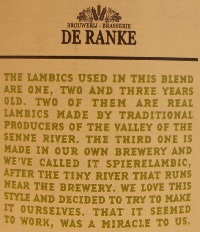 BROUWERIJ - BRASSERIE
DE RANKE
THE LAMBICS USED IN THIS BLEND
ARE ONE, TWO AND THREE YEARS
OLD. TWO OF THEM ARE REAL
LAMBICS MADE BY TRADITIONAL
PRODUCERS OF THE VALLEY OF THE
SENNE RIVER. THE THIRD ONE IS
MADE IN OUR OWN BREWERY AND
WE'VE CALLED IT SPIERELAMBIC,
AFTER THE TINY RIVER THAT RUNS
NEAR THE BREWERY. WE LOVE THIS
STYLE AND DECIDED TO TRY TO MAKE
IT OURSELVES. THAT IT SEEMED
TO WORK, WAS A MIRACLE TO US.